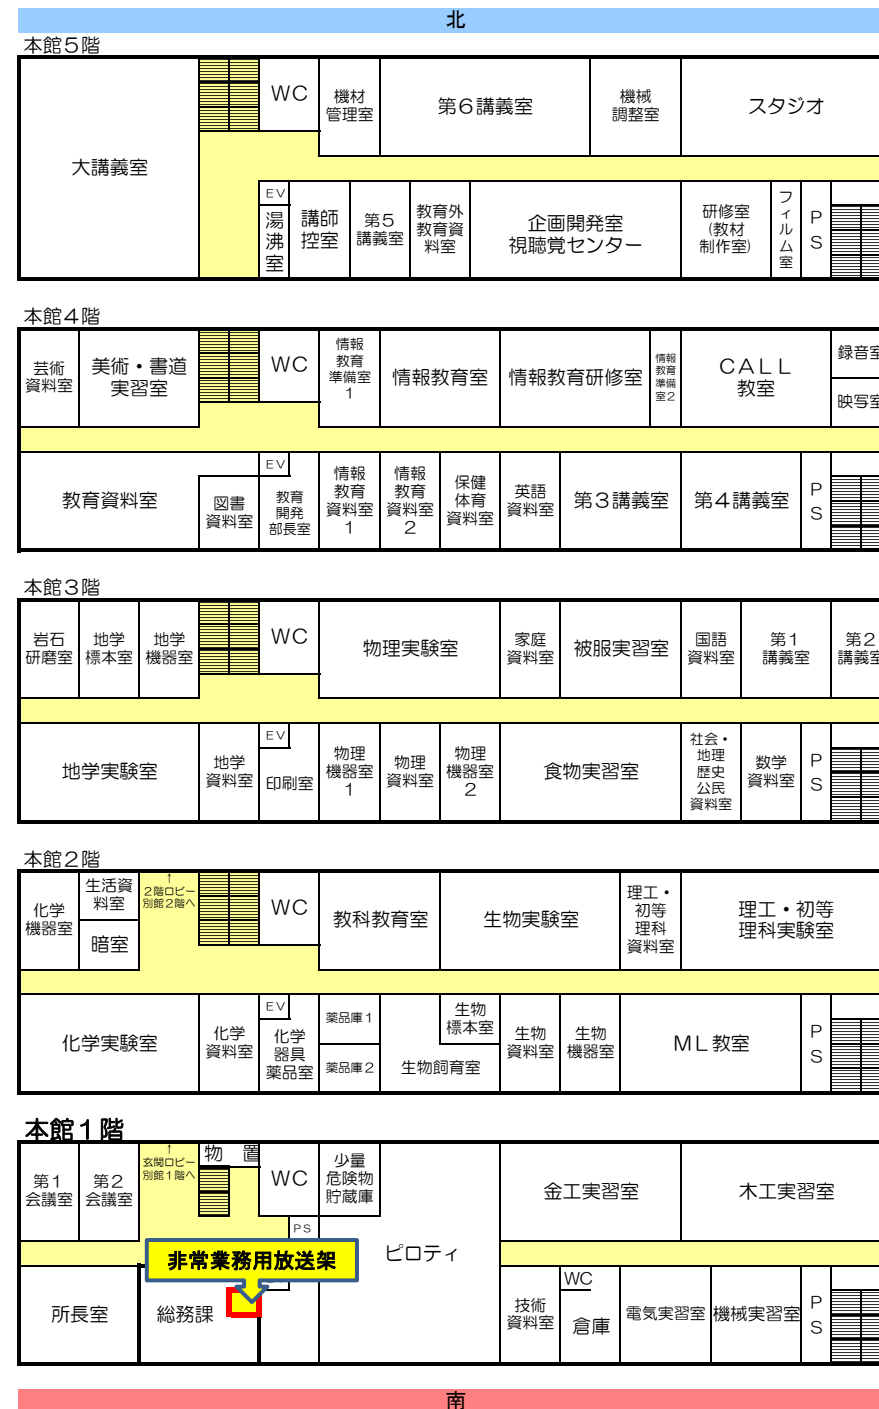 北
本館５階
大講義室
ＷＣ
機材
管理室
第６講義室
機械
調整室
スタジオ
ＥＶ
湯
沸
室
講師
控室
第５
講義室
教育外
教育資
料室
企画開発室
視聴覚センター
研修室
(教材
制作室)
フ
ィ
ル
ム
室
Ｐ
Ｓ
本館４階
芸術
資料室
美術・書道
実習室
ＷＣ
情報
教育
準備室
１
情報教育室
情報教育研修室
情報
教育
準備
室２
ＣＡＬＬ
教室
録音室
映写室
教育資料室
図書
資料室
ＥＶ
教育
開発
部長室
情報
教育
資料室
１
情報
教育
資料室
２
保健
体育
資料室
英語
資料室
第３講義室
第４講義室
Ｐ
Ｓ
本館３階
岩石
研磨室
地学
標本室
地学
機器室
ＷＣ
物理実験室
家庭
資料室
被服実習室
国語
資料室
第１
講義室
第２
講義室
地学実験室
地学
資料室
ＥＶ
印刷室
物理
機器室
１
物理
資料室
物理
機器室
２
食物実習室
社会・
地理
歴史
公民
資料室
数学
資料室
Ｐ
Ｓ
本館２階
化学
機器室
生活資
料室
暗室
↑
２階ロビー
別館２階へ
ＷＣ
教科教育室
生物実験室
理工・
初等
理科
資料室
理工・初等
理科実験室
化学実験室
化学
資料室
ＥＶ
化学
器具
薬品室
薬品庫１
薬品庫２
生物飼育室
生物
標本室
生物
資料室
生物
機器室
ＭＬ教室
Ｐ
Ｓ
本館１階
第１
会議室
第２
会議室
↑
玄関ロビー
別館１階へ
物　置
ＷＣ
少量
危険物
貯蔵庫
ＰＳ
ピロティ
金工実習室
木工実習室
非常業務用放送架
所長室
総務課
技術
資料室
ＷＣ
倉庫
電気実習室
機械実習室
Ｐ
Ｓ
南